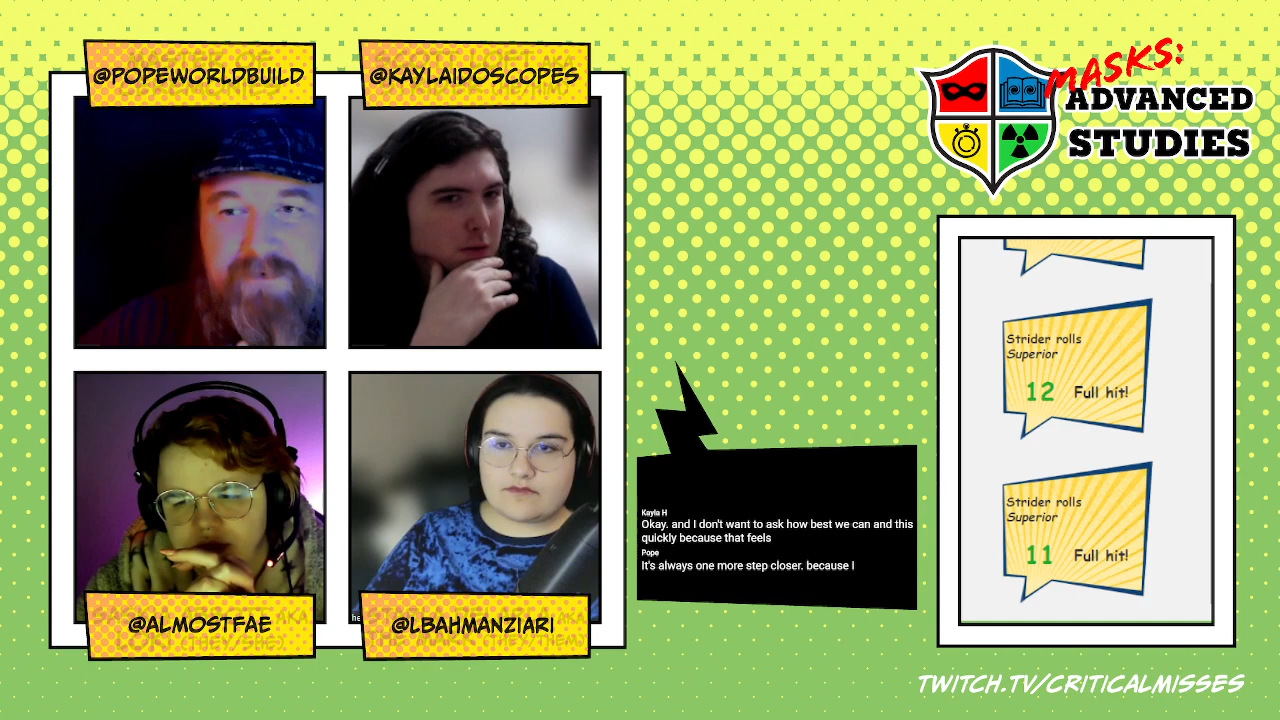 @POPEWORLDBUILD
@KAYLAIDOSCOPES
MASKS:
ADVANCED
STUDIES
Strider rolls
Superior
12 Full hit!
Strider rolls
Superior
11 Full hit!
Kayla H
Okay. and I don't want to ask how best we can and this
quickly because that feels
Pope
It's always one more step closer. because I
@ALMOSTFAE
he
@LBAHMANZIARI
TWITCH.TV/CRITICALMISSES